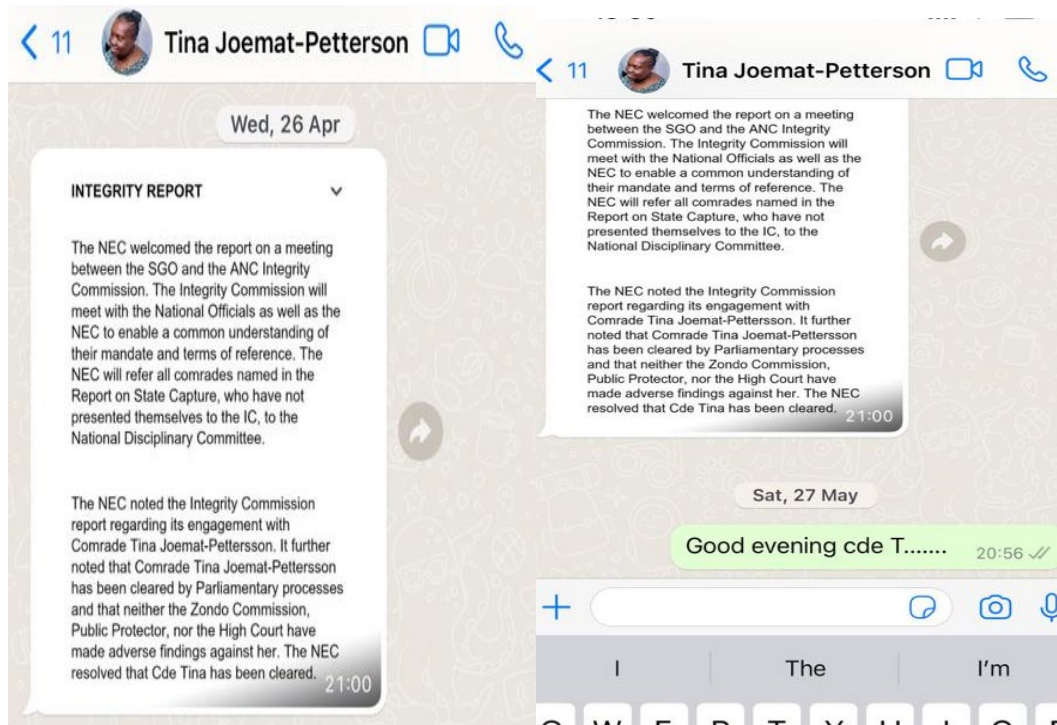 11 Tina Joemat-Petterson
Wed, 26 Apr
INTEGRITY REPORT
The NEC welcomed the report on a meeting
between the SGO and the ANC Integrity
Commission. The Integrity Commission will
meet with the National Officials as well as the
NEC to enable a common understanding of
their mandate and terms of reference. The
NEC will refer all comrades named in the
Report on State Capture, who have not
presented themselves to the IC, to the
National Disciplinary Committee.
The NEC noted the Integrity Commission
report regarding its engagement with
Comrade Tina Joemat-Pettersson. It further
noted that Comrade Tina Joemat-Pettersson
has been cleared by Parliamentary processes
and that neither the Zondo Commission,
Public Protector, nor the High Court have
made adverse findings against her. The NEC
resolved that Cde Tina has been cleared.
21:00
11 Tina Joemat-Petterson
The NEC welcomed the report on a meeting
between the SGO and the ANC Integrity
Commission. The Integrity Commission will
meet with the National Officials as well as the
NEC to enable a common understanding of
their mandate and terms of reference. The
NEC will refer all comrades named in the
Report on State Capture, who have not
presented themselves to the IC, to the
National Disciplinary Committee.
The NEC noted the Integrity Commission
report regarding its engagement with
Comrade Tina Joemat-Pettersson. It further
noted that Comrade Tina Joemat-Pettersson
has been cleared by Parliamentary processes
and that neither the Zondo Commission,
Public Protector, nor the High Court have
made adverse findings against her. The NEC
resolved that Cde Tina has been cleared.
21:00
Sat, 27 May
Good evening cde T....... 20:56
I The I'm